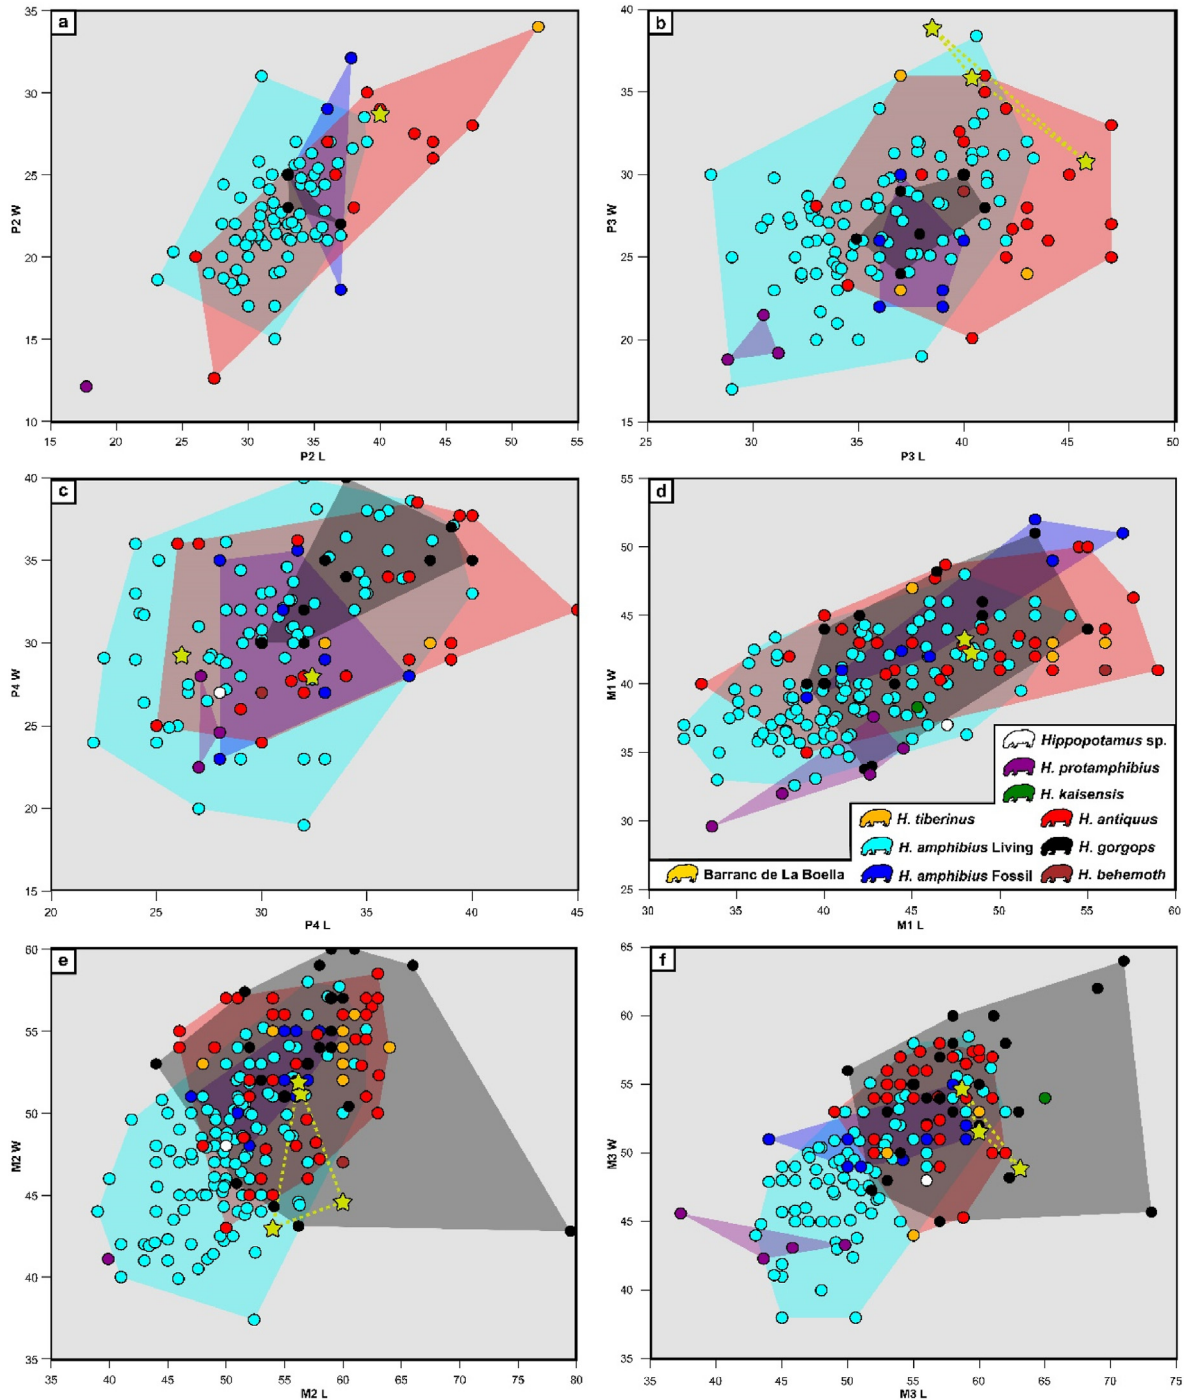 a
35
30
25
20
15
10
P2 W
15 20 25 30 35 40 45 50 55
P2 L
b
40
35
30
25
20
15
P3 W
25 30 35 40 45 50
P3 L
c
40
35
30
25
20
15
P4 W
20 25 30 35 40 45
P4 L
d
55
50
45
40
35
30
25
M1 W
Hippopotamus sp.
H. protamphibius
H. kaisensis
H. tiberinus
H. antiquus
H. amphibius Living
H. gorgops
Barranc de La Boella
H. amphibius Fossil
H. behemoth
30 35 40 45 50 55 60
M1 L
e
60
55
50
45
40
35
M2 W
35 40 45 50 55 60 65 70 75 80
M2 L
f
65
60
55
50
45
40
35
M3 W
35 40 45 50 55 60 65 70 75
M3 L